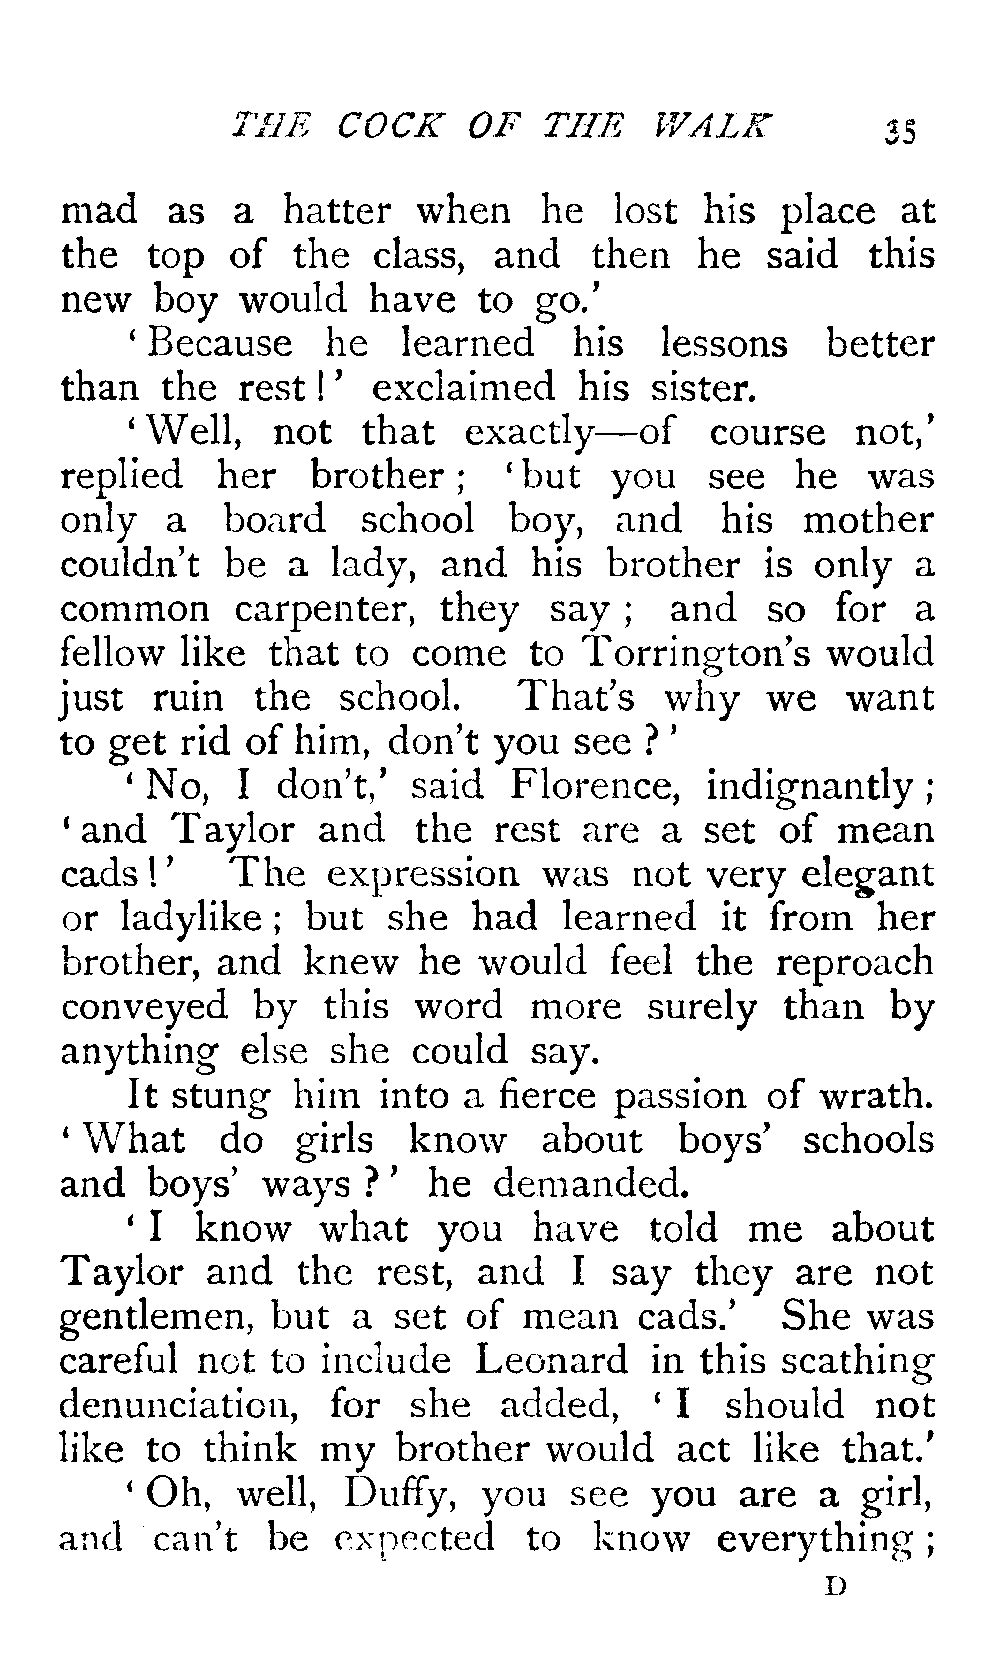 THE COCK OF THE WALK 35
mad as a hatter when he lost his place at
the top of the class, and then he said this
new boy would have to go.'
'Because he learned his lessons better
than the rest!' exclaimed his sister.
'Well, not that exactly—of course not,'
replied her brother; 'but you see he was
only a board school boy, and his mother
couldn't be a lady, and his brother is only a
common carpenter, they say; and so for a
fellow like that to come to Torrington's would
just ruin the school. That's why we want
to get rid of him, don't you see?'
'No, I don't,' said Florence, indignantly;
'and Taylor and the rest are a set of mean
cads!' The expression was not very elegant
or ladylike; but she had learned it from her
brother, and knew he would feel the reproach
conveyed by this word more surely than by
anything else she could say.
It stung him into a fierce passion of wrath.
'What do girls know about boys' schools
and boys' ways?' he demanded.
'I know what you have told me about
Taylor and the rest, and I say they are not
gentlemen, but a set of mean cads.' She was
careful not to include Leonard in this scathing
denunciation, for she added, 'I should not
like to think my brother would act like that.'
'Oh, well, Duffy, you see you are a girl,
and can't be expected to know everything;
D